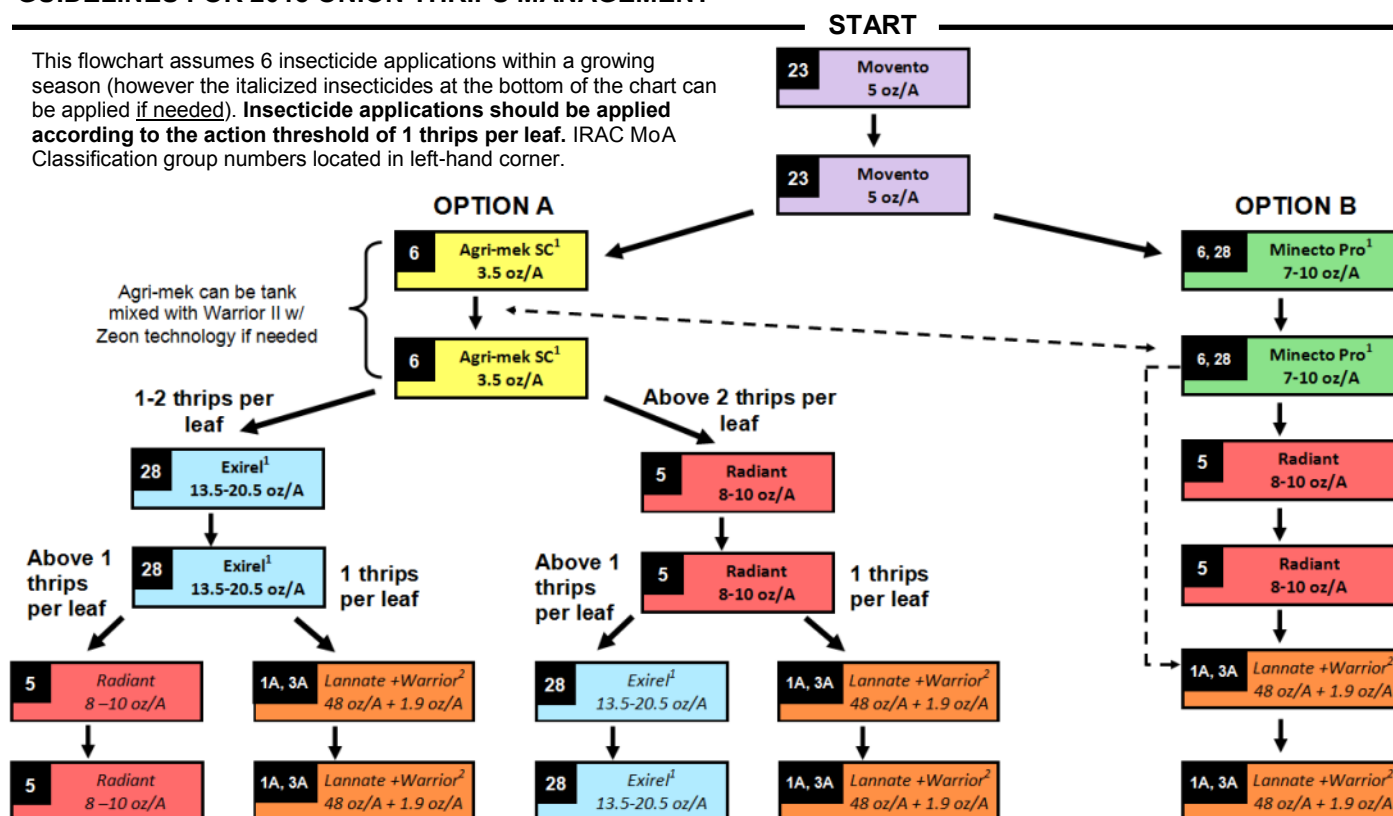 GUIDELINES FOR ONION THRIPS MANAGEMENT
START
This flowchart assumes 6 insecticide applications within a growing
season (however the italicized insecticides at the bottom of the chart can
be applied if needed). Insecticide applications should be applied
according to the action threshold of 1 thrips per leaf. IRAC MoA
Classification group numbers located in left-hand corner.
23 Movento
5 oz/A
23 Movento
5 oz/A
OPTION A
6 Agri-mek SC¹
3.5 oz/A
Agri-mek can be tank
mixed with Warrior II w/
Zeon technology if needed
6 Agri-mek SC¹
3.5 oz/A
1-2 thrips per
leaf
Above 2 thrips per
leaf
28 Exirel¹
13.5-20.5 oz/A
28 Exirel¹
13.5-20.5 oz/A
Above 1
thrips
per leaf
1 thrips
per leaf
5 Radiant
8 –10 oz/A
5 Radiant
8 –10 oz/A
1A, 3A Lannate +Warrior²
48 oz/A + 1.9 oz/A
1A, 3A Lannate +Warrior²
48 oz/A + 1.9 oz/A
5 Radiant
8-10 oz/A
5 Radiant
8-10 oz/A
Above 1
thrips
per leaf
1 thrips
per leaf
28 Exirel¹
13.5-20.5 oz/A
28 Exirel¹
13.5-20.5 oz/A
1A, 3A Lannate +Warrior²
48 oz/A + 1.9 oz/A
1A, 3A Lannate +Warrior²
48 oz/A + 1.9 oz/A
OPTION B
6, 28 Minecto Pro¹
7-10 oz/A
6, 28 Minecto Pro¹
7-10 oz/A
5 Radiant
8-10 oz/A
5 Radiant
8-10 oz/A
1A, 3A Lannate +Warrior²
48 oz/A + 1.9 oz/A
1A, 3A Lannate +Warrior²
48 oz/A + 1.9 oz/A